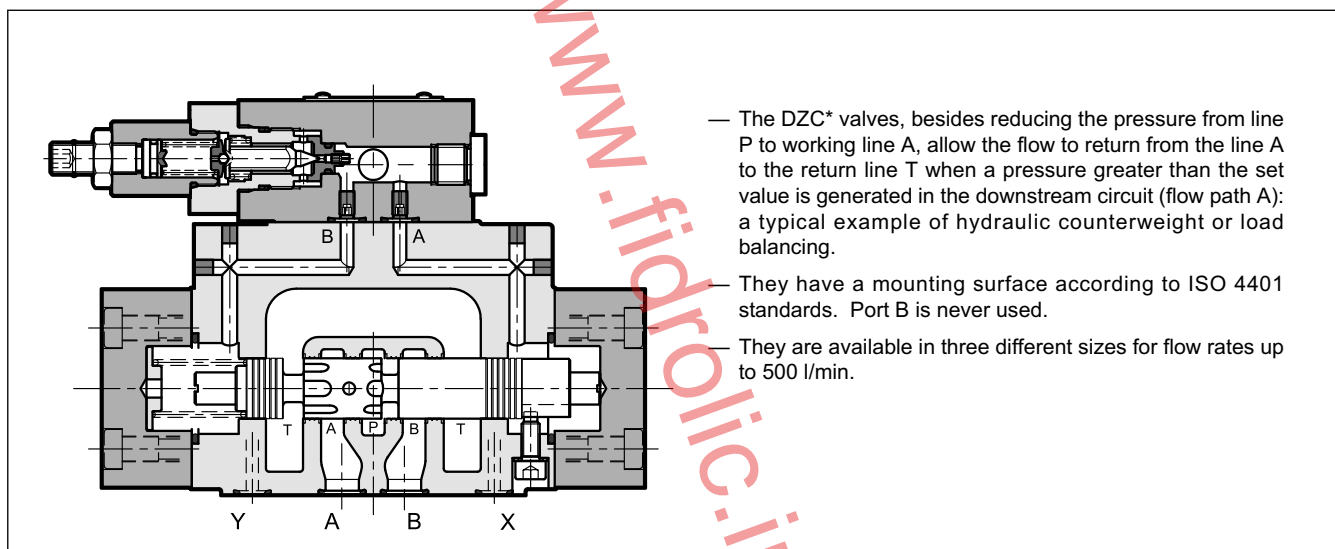 B A
T A P B T
Y A B X
— The DZC* valves, besides reducing the pressure from line
P to working line A, allow the flow to return from the line A
to the return line T when a pressure greater than the set
value is generated in the downstream circuit (flow path A):
a typical example of hydraulic counterweight or load
balancing.
— They have a mounting surface according to ISO 4401
standards. Port B is never used.
— They are available in three different sizes for flow rates up
to 500 l/min.
www.fidrolic.i